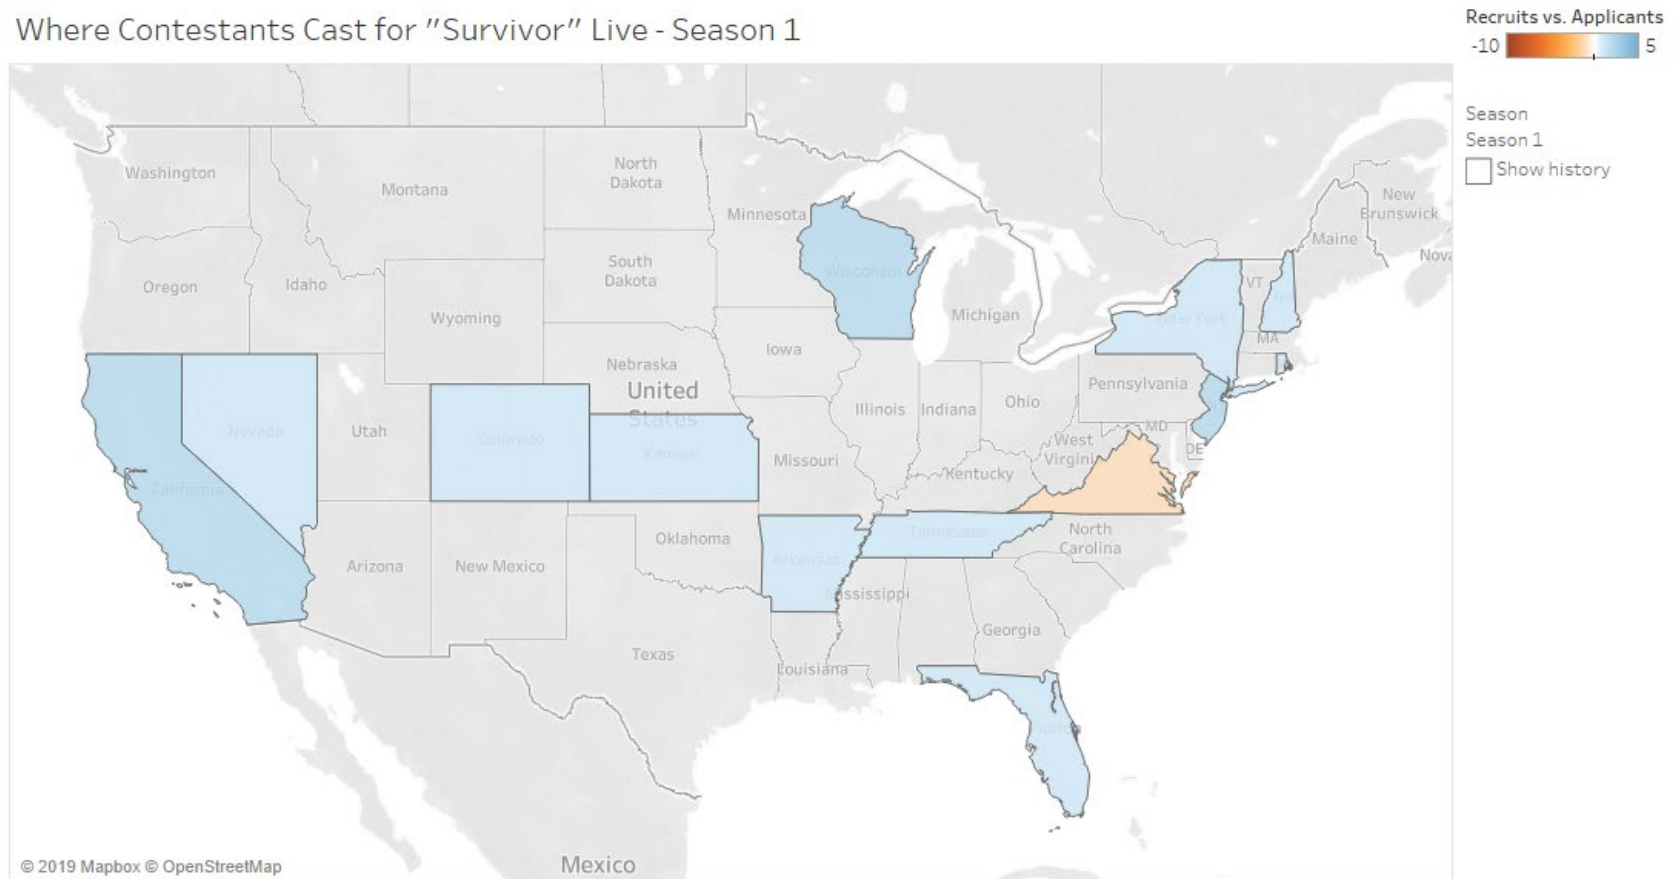 Where Contestants Cast for "Survivor" Live - Season 1
Recruits vs. Applicants
-10
5
Season
Season 1
Show history
Washington
Montana
North
Dakota
Minnesota
New
Brunswick
Maine
Nova
Oregon
Idaho
South
Dakota
Wisconsin
VT
NH
Wyoming
Michigan
New York
MA
Iowa
Nebraska
United
States
Pennsylvania
Nevada
Utah
Colorado
Kansas
Illinois
Indiana
Ohio
MD
DE
West
Virginia
Missouri
Kentucky
California
Oklahoma
Arkansas
Tennessee
North
Carolina
Arizona
New Mexico
Mississippi
Georgia
Texas
Louisiana
Florida
Mexico
© 2019 Mapbox © OpenStreetMap